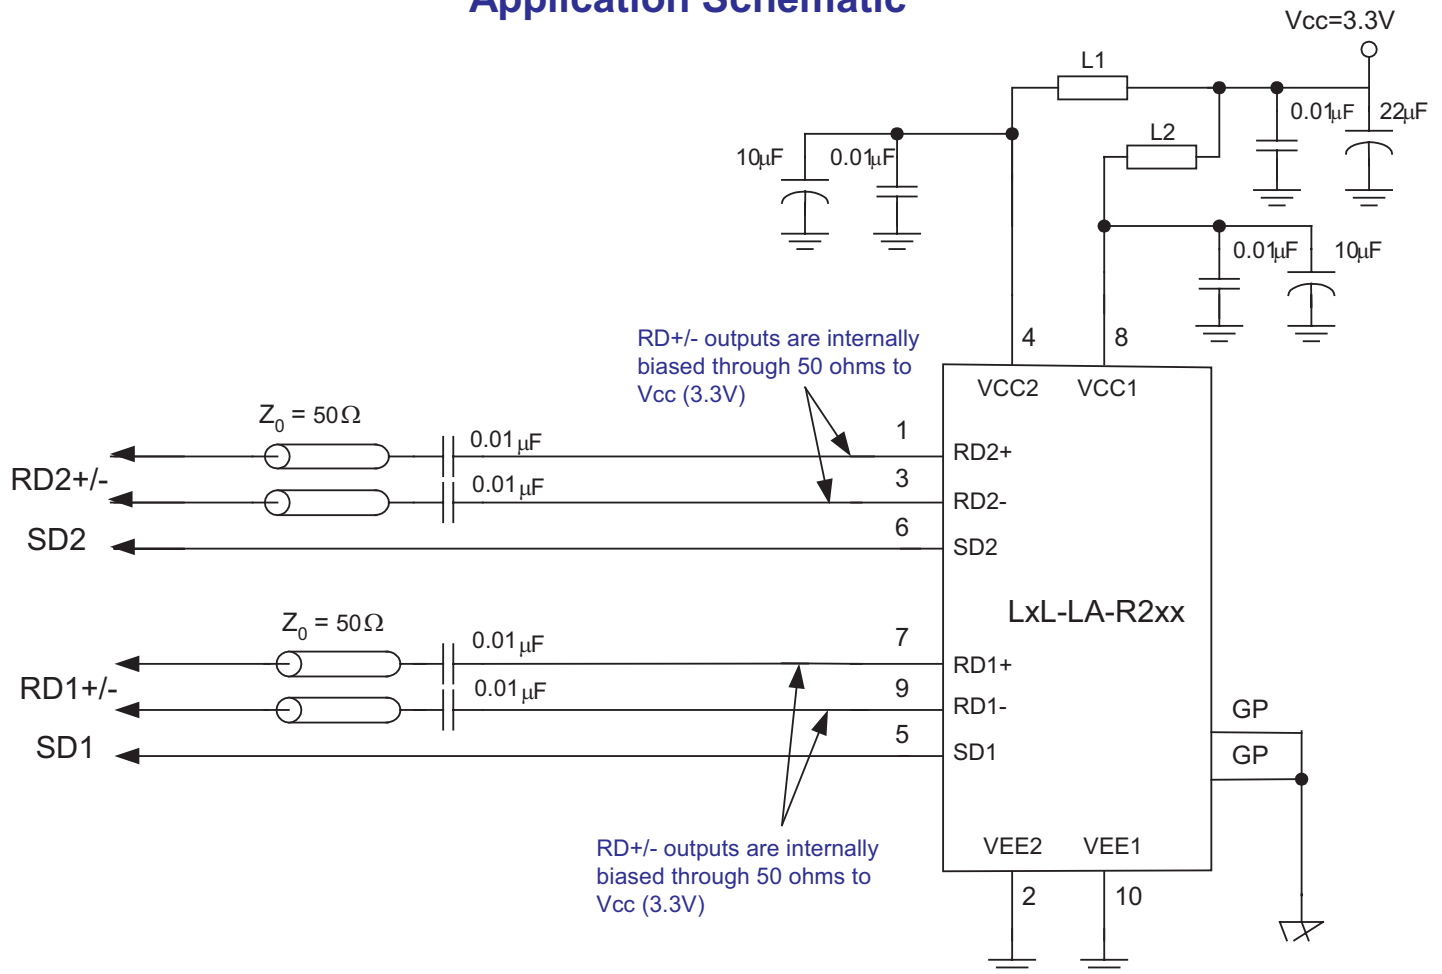 Application Schematic
Vcc=3.3V
L1
0.01μF
22μF
L2
10μF
0.01μF
0.01μF
10μF
RD+/- outputs are internally
biased through 50 ohms to
Vcc (3.3V)
4
8
VCC2
VCC1
Z0 = 50Ω
0.01μF
1
RD2+
RD2+/-
0.01μF
3
RD2-
SD2
6
SD2
LxL-LA-R2xx
Z0 = 50Ω
0.01μF
7
RD1+
RD1+/-
0.01μF
9
RD1-
GP
SD1
5
SD1
GP
RD+/- outputs are internally
biased through 50 ohms to
Vcc (3.3V)
VEE2
VEE1
2
10